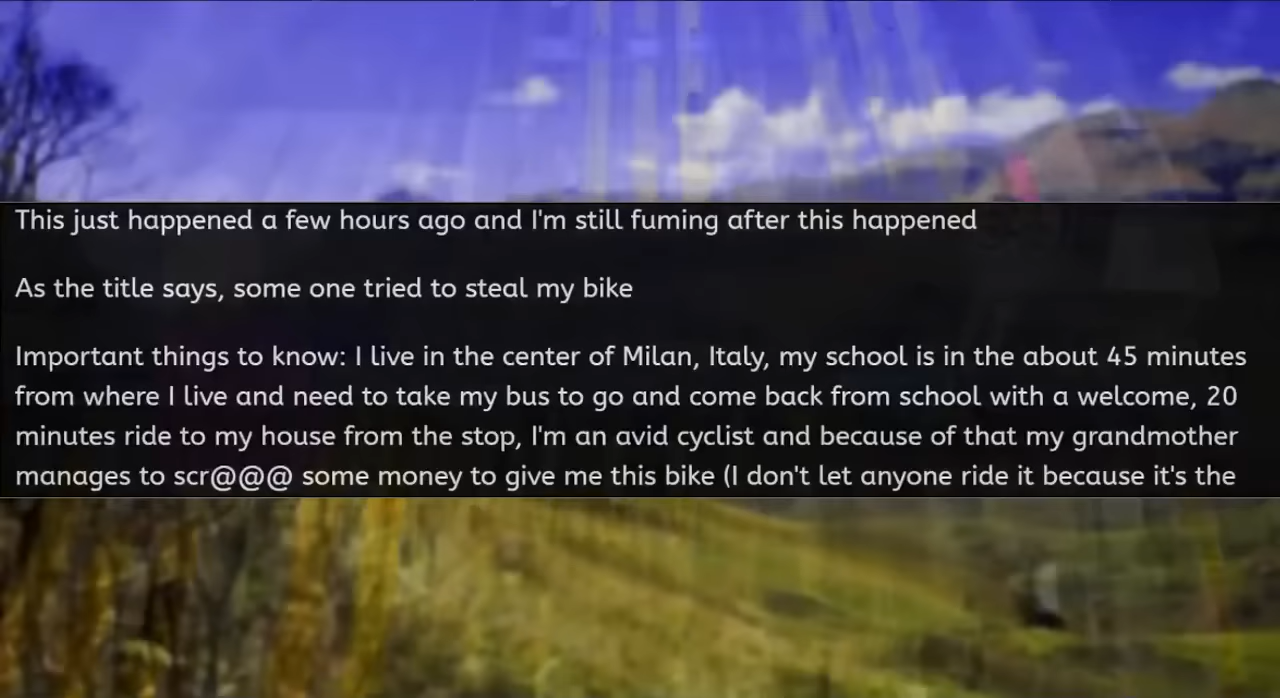 This just happened a few hours ago and I'm still fuming after this happened
As the title says, some one tried to steal my bike
Important things to know: I live in the center of Milan, Italy, my school is in the about 45 minutes
from where I live and need to take my bus to go and come back from school with a welcome, 20
minutes ride to my house from the stop, I'm an avid cyclist and because of that my grandmother
manages to scr@@@ some money to give me this bike (I don't let anyone ride it because it's the